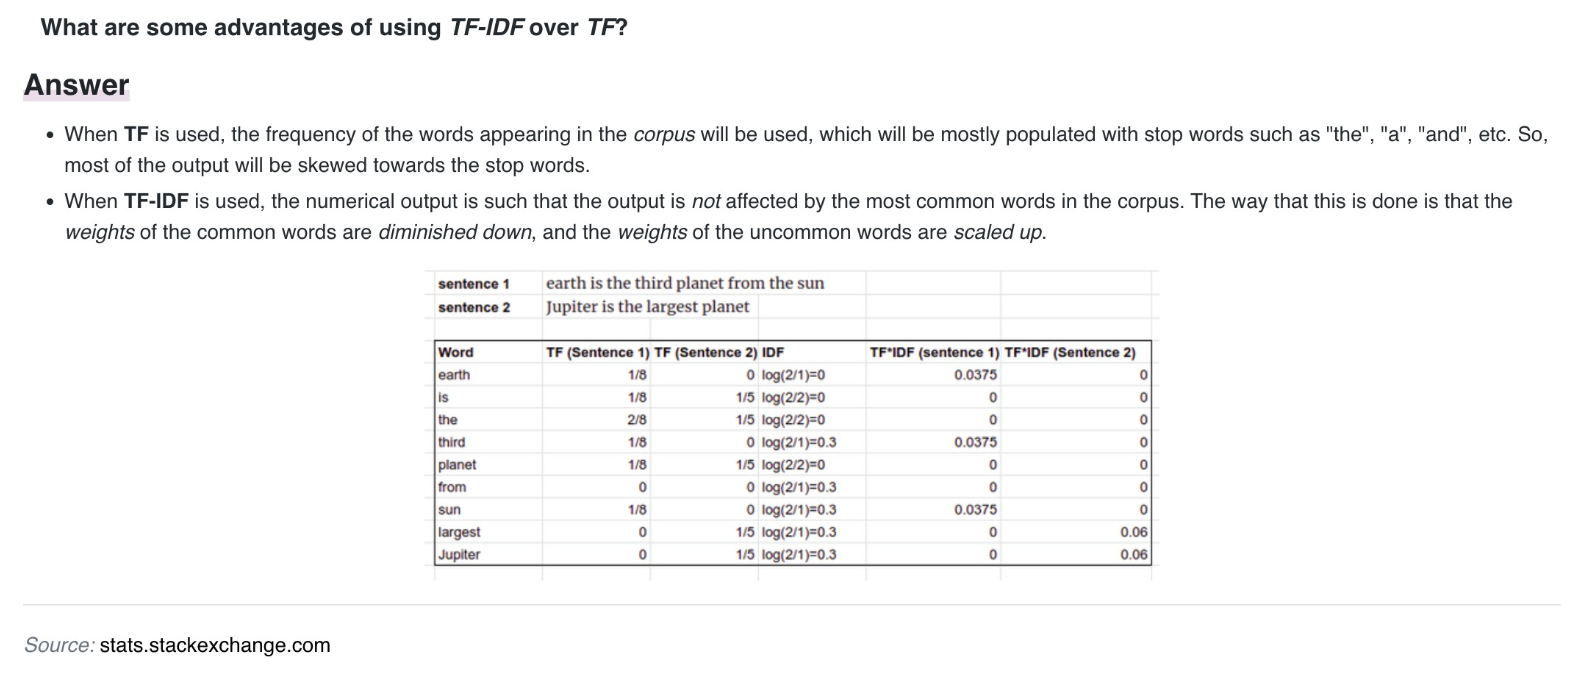 What are some advantages of using TF-IDF over TF?
Answer
• When TF is used, the frequency of the words appearing in the corpus will be used, which will be mostly populated with stop words such as "the", "a", "and", etc. So,
most of the output will be skewed towards the stop words.
• When TF-IDF is used, the numerical output is such that the output is not affected by the most common words in the corpus. The way that this is done is that the
weights of the common words are diminished down, and the weights of the uncommon words are scaled up.
sentence 1 earth is the third planet from the sun
sentence 2 Jupiter is the largest planet
Word TF (Sentence 1) TF (Sentence 2) IDF TF*IDF (sentence 1) TF*IDF (Sentence 2)
earth 1/8 0 log(2/1)=0 0.0375 0
is 1/8 1/5 log(2/2)=0 0 0
the 2/8 1/5 log(2/2)=0 0 0
third 1/8 0 log(2/1)=0.3 0.0375 0
planet 1/8 1/5 log(2/2)=0 0 0
from 0 0 log(2/1)=0.3 0 0
sun 1/8 0 log(2/1)=0.3 0.0375 0
largest 0 1/5 log(2/1)=0.3 0 0.06
Jupiter 0 1/5 log(2/1)=0.3 0 0.06
Source: stats.stackexchange.com